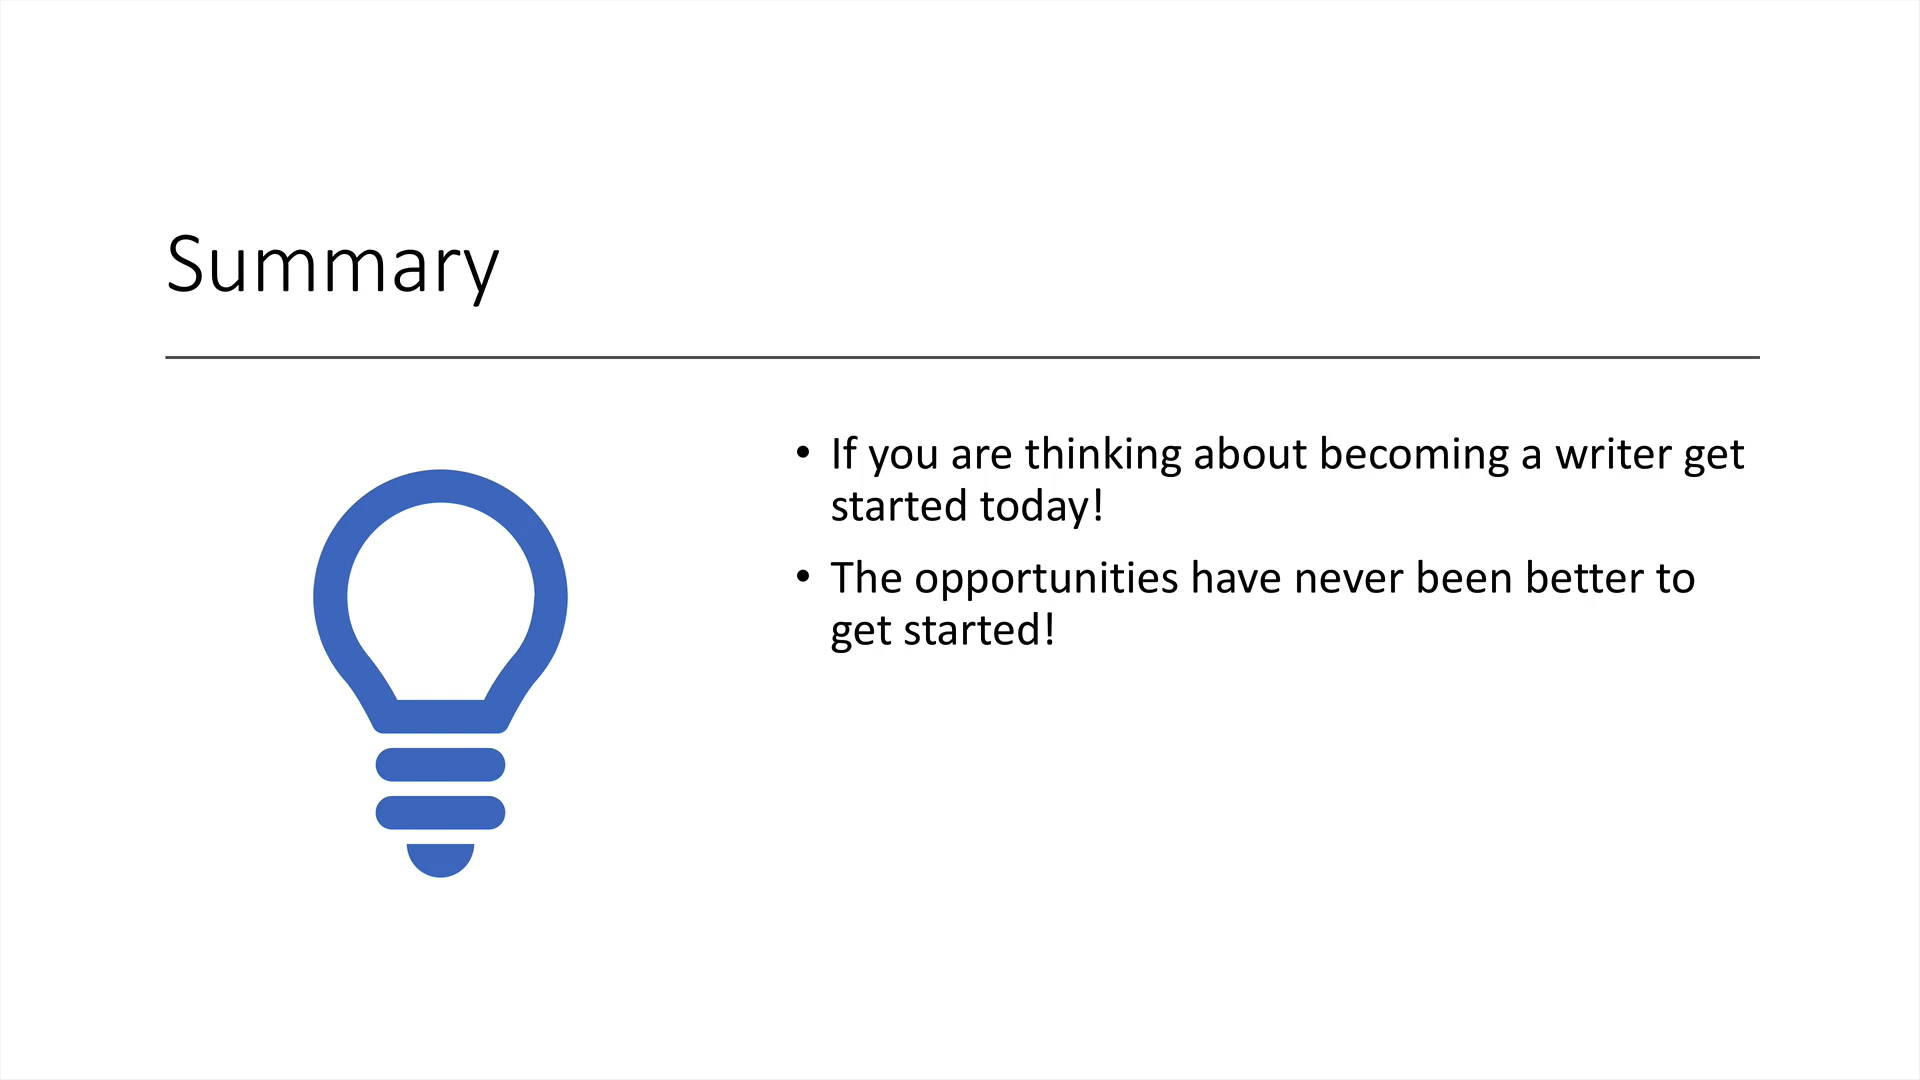 Summary
• If you are thinking about becoming a writer get
started today!
• The opportunities have never been better to
get started!